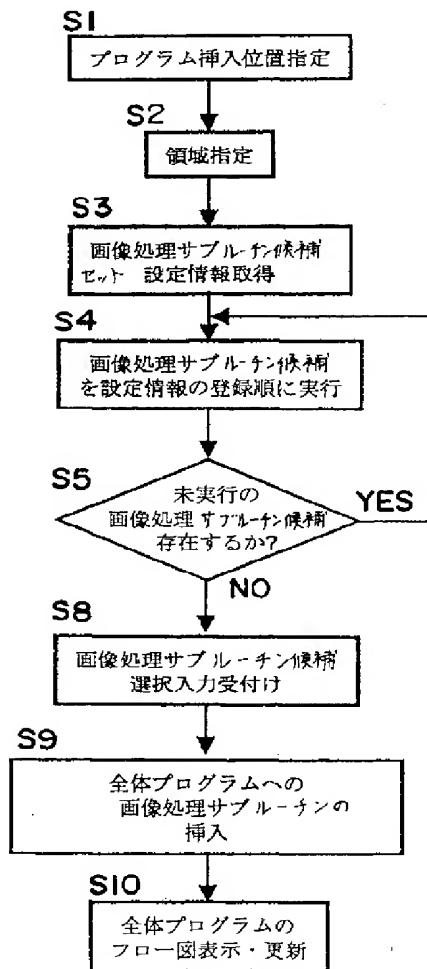 S1
プログラム挿入位置指定
S2
領域指定
S3
画像処理サブルーチン候補
セット 設定情報取得
S4
画像処理サブルーチン候補
を設定情報の登録順に実行
S5
未実行の
画像処理サブルーチン候補
存在するか?
YES
NO
S8
画像処理サブルーチン候補
選択入力受付け
S9
全体プログラムへの
画像処理サブルーチンの
挿入
S10
全体プログラムの
フロー図表示・更新